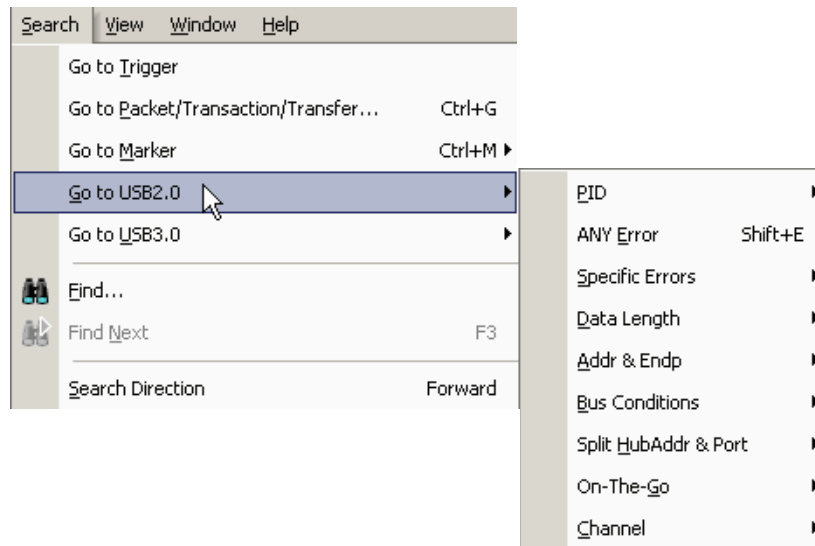 Search View Window Help
Go to Trigger
Go to Packet/Transaction/Transfer... Ctrl+G
Go to Marker Ctrl+M
Go to USB2.0
Go to USB3.0
Find...
Find Next F3
Search Direction Forward
PID
ANY Error Shift+E
Specific Errors
Data Length
Addr & Endp
Bus Conditions
Split HubAddr & Port
On-The-Go
Channel